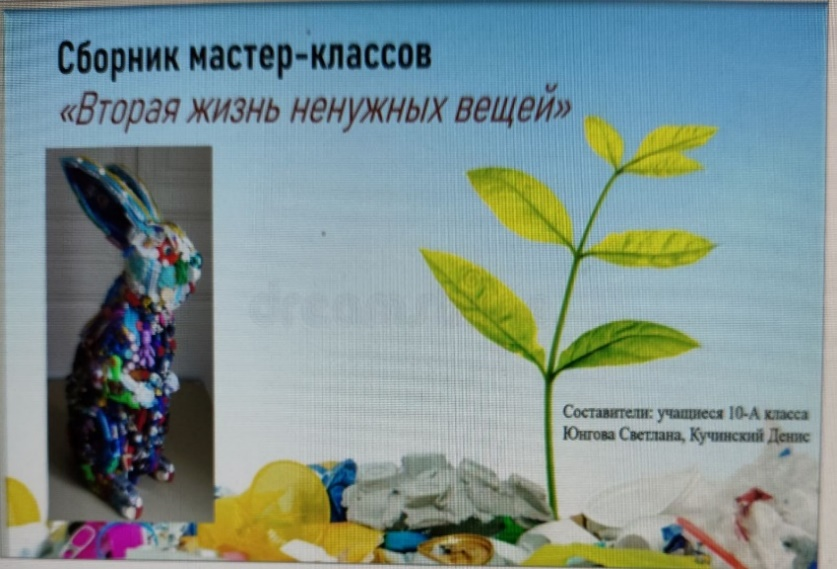 Сборник мастер-классов
«Вторая жизнь ненужных вещей»
Составители: учащиеся 10-А класса
Юнгова Светлана, Кучинский Денис